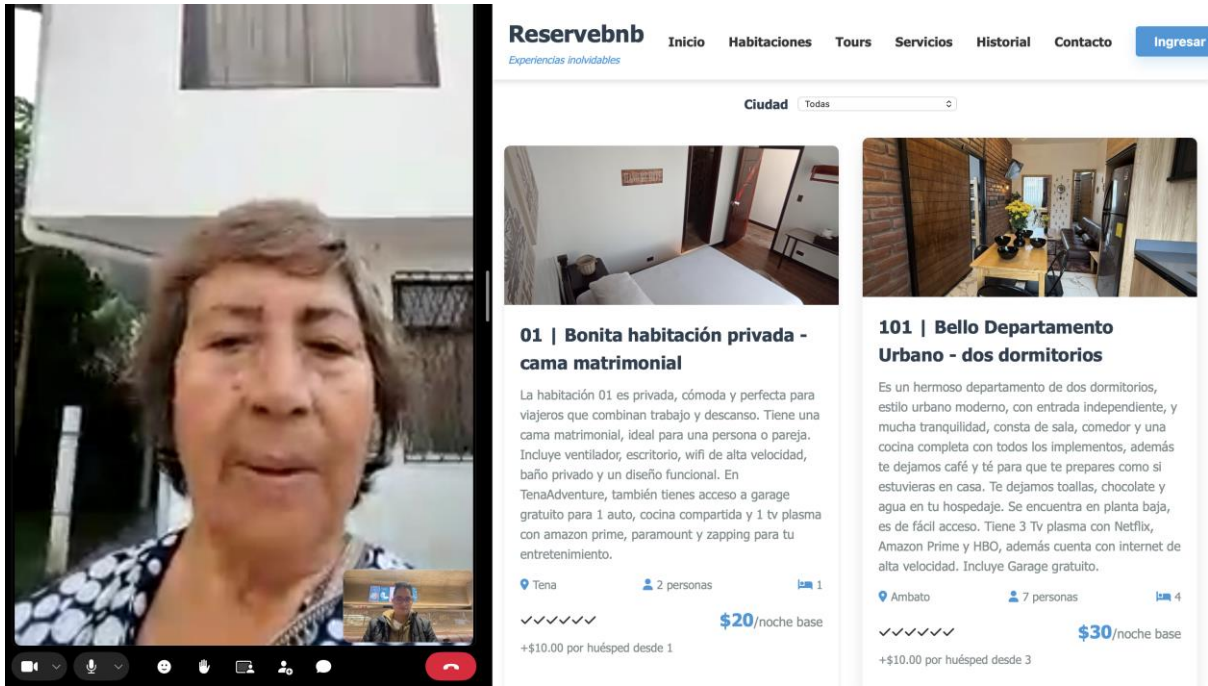 Reservebnb
Experiencias inolvidables
Inicio
Habitaciones
Tours
Servicios
Historial
Contacto
Ingresar
Ciudad
Todas
01 | Bonita habitación privada -
cama matrimonial
La habitación 01 es privada, cómoda y perfecta para
viajeros que combinan trabajo y descanso. Tiene una
cama matrimonial, ideal para una persona o pareja.
Incluye ventilador, escritorio, wifi de alta velocidad,
baño privado y un diseño funcional. En
TenaAdventure, también tienes acceso a garage
gratuito para 1 auto, cocina compartida y 1 tv plasma
con amazon prime, paramount y zapping para tu
entretenimiento.
Tena
2 personas
1
$20/noche base
+$10.00 por huésped desde 1
101 | Bello Departamento
Urbano - dos dormitorios
Es un hermoso departamento de dos dormitorios,
estilo urbano moderno, con entrada independiente, y
mucha tranquilidad, consta de sala, comedor y una
cocina completa con todos los implementos, además
te dejamos café y té para que te prepares como si
estuvieras en casa. Te dejamos toallas, chocolate y
agua en tu hospedaje. Se encuentra en planta baja,
es de fácil acceso. Tiene 3 Tv plasma con Netflix,
Amazon Prime y HBO, además cuenta con internet de
alta velocidad. Incluye Garage gratuito.
Ambato
7 personas
4
$30/noche base
+$10.00 por huésped desde 3